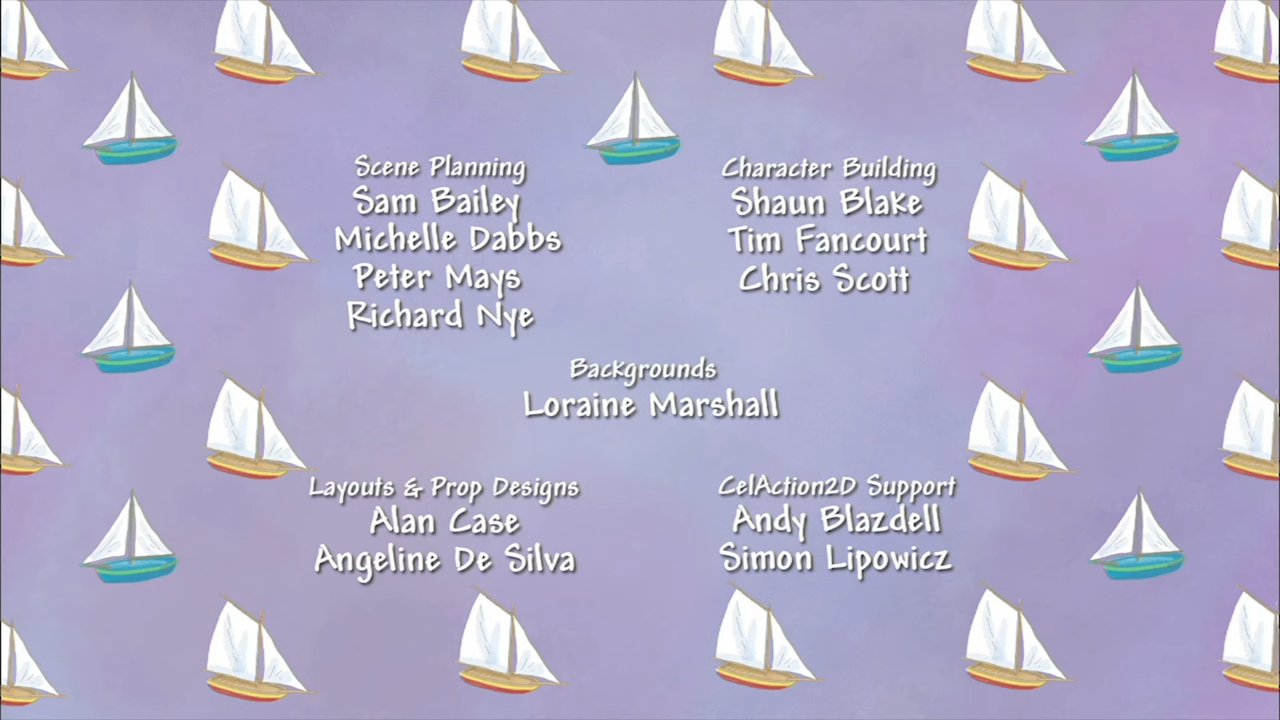 Scene Planning
Sam Bailey
Michelle Dabbs
Peter Mays
Richard Nye
Character Building
Shaun Blake
Tim Fancourt
Chris Scott
Backgrounds
Loraine Marshall
Layouts & Prop Designs
Alan Case
Angeline De Silva
CelAction2D Support
Andy Blazdell
Simon Lipowicz